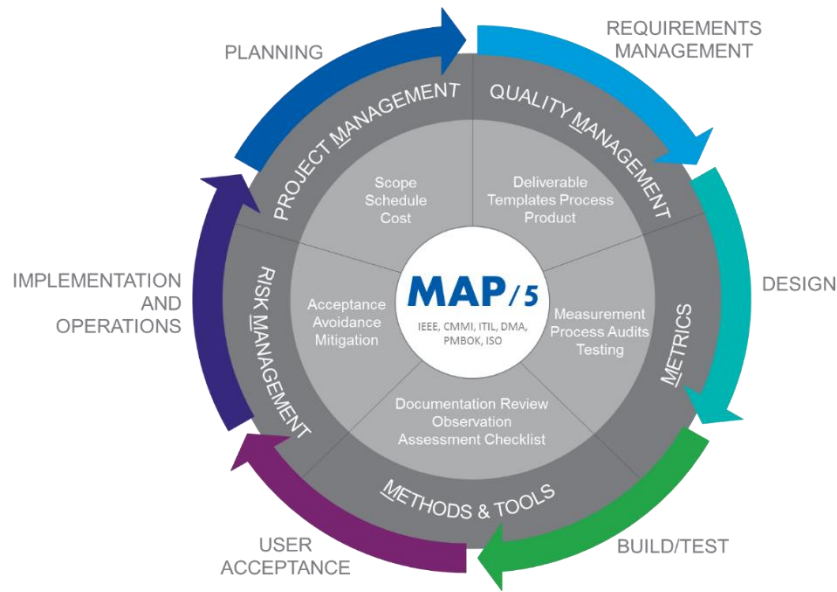 PLANNING
REQUIREMENTS
MANAGEMENT
PROJECT MANAGEMENT
QUALITY MANAGEMENT
Scope
Schedule
Cost
Deliverable
Templates Process
Product
IMPLEMENTATION
AND
OPERATIONS
RISK MANAGEMENT
Acceptance
Avoidance
Mitigation
MAP/5
IEEE, CMMI, ITIL, DMA,
PMBOK, ISO
Measurement
Process Audits
Testing
METRICS
DESIGN
Documentation Review
Observation
Assessment Checklist
METHODS & TOOLS
USER
ACCEPTANCE
BUILD/TEST